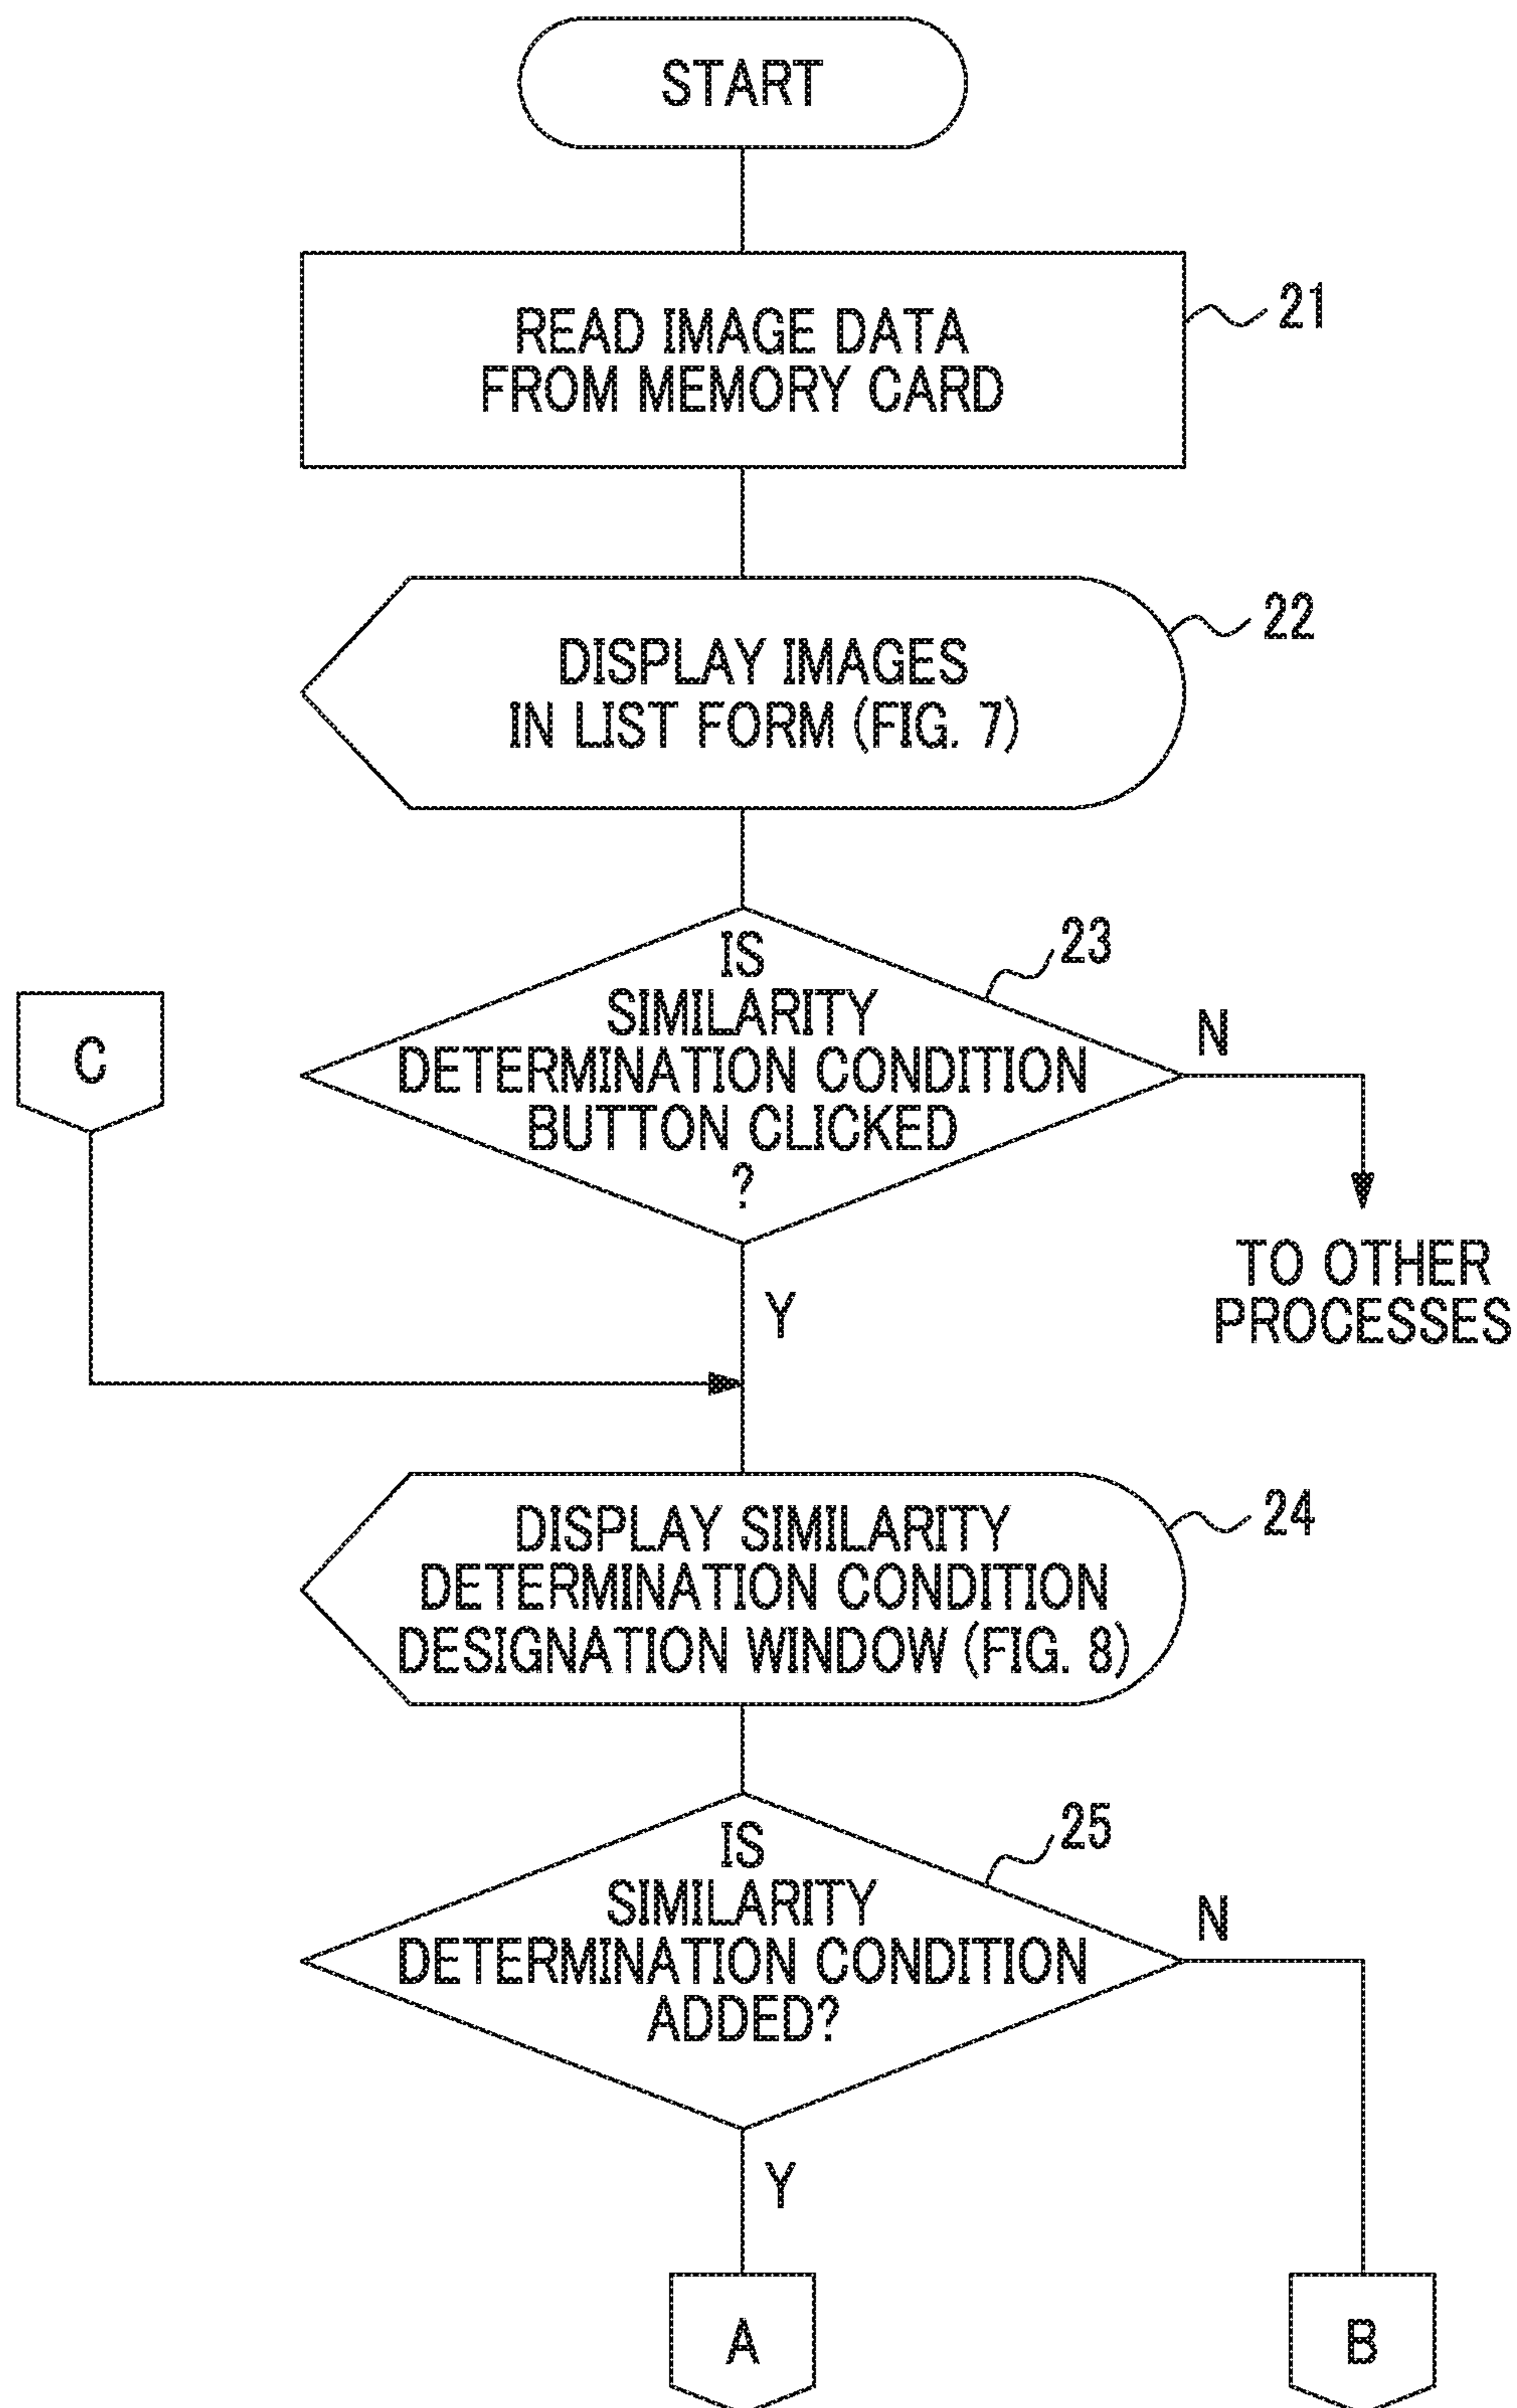 START
READ IMAGE DATA
FROM MEMORY CARD
21
DISPLAY IMAGES
IN LIST FORM (FIG. 7)
22
IS
SIMILARITY
DETERMINATION CONDITION
BUTTON CLICKED
?
23
N
C
TO OTHER
PROCESSES
Y
DISPLAY SIMILARITY
DETERMINATION CONDITION
DESIGNATION WINDOW (FIG. 8)
24
IS
SIMILARITY
DETERMINATION CONDITION
ADDED?
25
N
Y
A
B